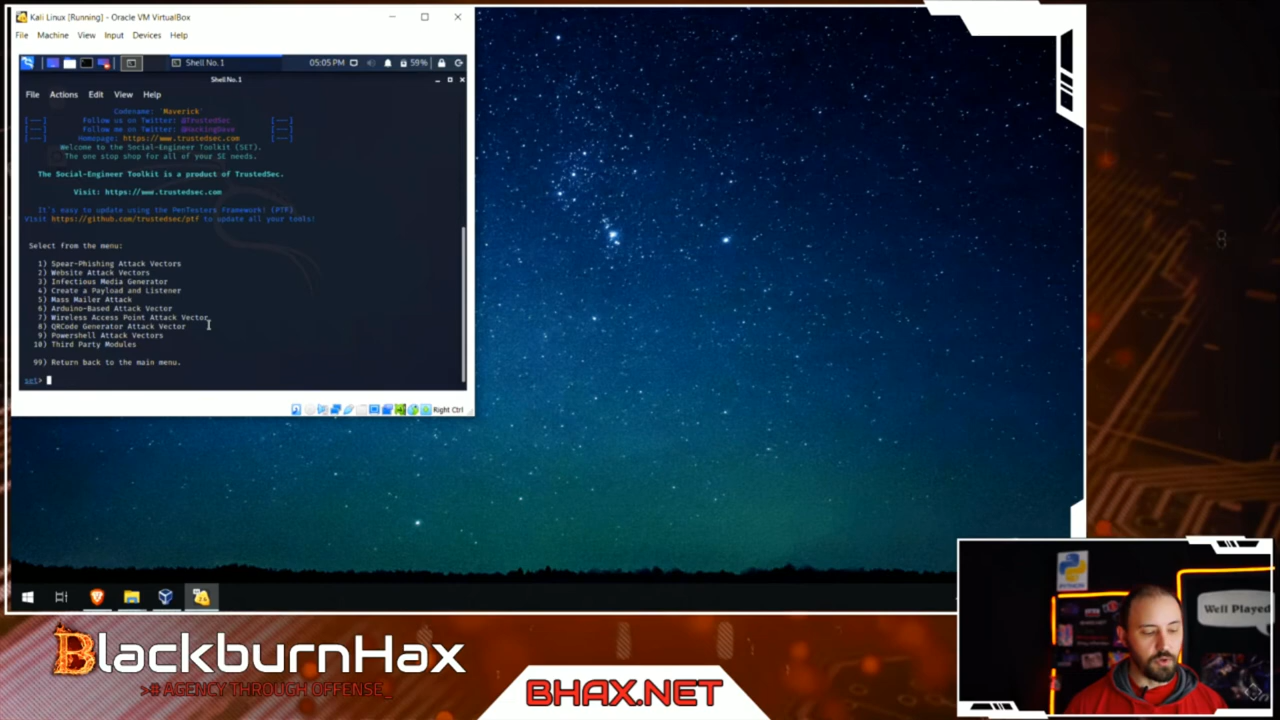 Kali Linux [Running] - Oracle VM VirtualBox
File Machine View Input Devices Help
Shell No. 1
05:05 PM
59%
Shell No. 1
File Actions Edit View Help
Codename: 'Maverick'
[---] Follow us on Twitter: @TrustedSec [---]
[---] Follow me on Twitter: @HackingDave [---]
[---] Homepage: https://www.trustedsec.com [---]
Welcome to the Social-Engineer Toolkit (SET).
The one stop shop for all of your SE needs.
The Social-Engineer Toolkit is a product of TrustedSec.
Visit: https://www.trustedsec.com
It's easy to update using the PenTesters Framework! (PTF)
Visit https://github.com/trustedsec/ptf to update all your tools!
Select from the menu:
1) Spear-Phishing Attack Vectors
2) Website Attack Vectors
3) Infectious Media Generator
4) Create a Payload and Listener
5) Mass Mailer Attack
6) Arduino-Based Attack Vector
7) Wireless Access Point Attack Vector
8) QRCode Generator Attack Vector
9) Powershell Attack Vectors
10) Third Party Modules
99) Return back to the main menu.
set>
Right Ctrl
Well Played
BlackburnHax
># AGENCY THROUGH OFFENSE_
BHAX.NET